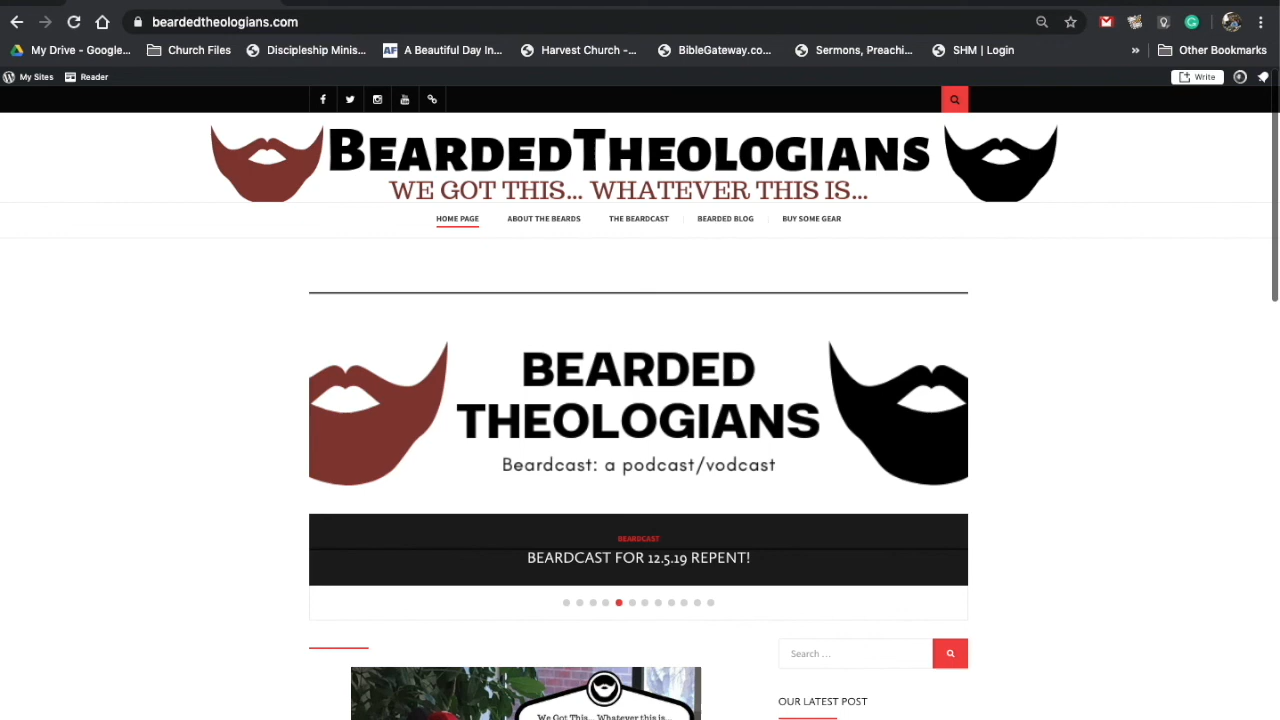 beardedtheologians.com
My Drive - Google...
Church Files
Discipleship Minis...
AF A Beautiful Day In...
Harvest Church -...
BibleGateway.co...
Sermons, Preachi...
SHM | Login
»
Other Bookmarks
My Sites
Reader
Write
BEARDEDTHEOLOGIANS
WE GOT THIS... WHATEVER THIS IS...
HOME PAGE
ABOUT THE BEARDS
THE BEARDCAST
BEARDED BLOG
BUY SOME GEAR
BEARDED
THEOLOGIANS
Beardcast: a podcast/vodcast
BEARDCAST
BEARDCAST FOR 12.5.19 REPENT!
Search ...
OUR LATEST POST
We Got This... Whatever this is...